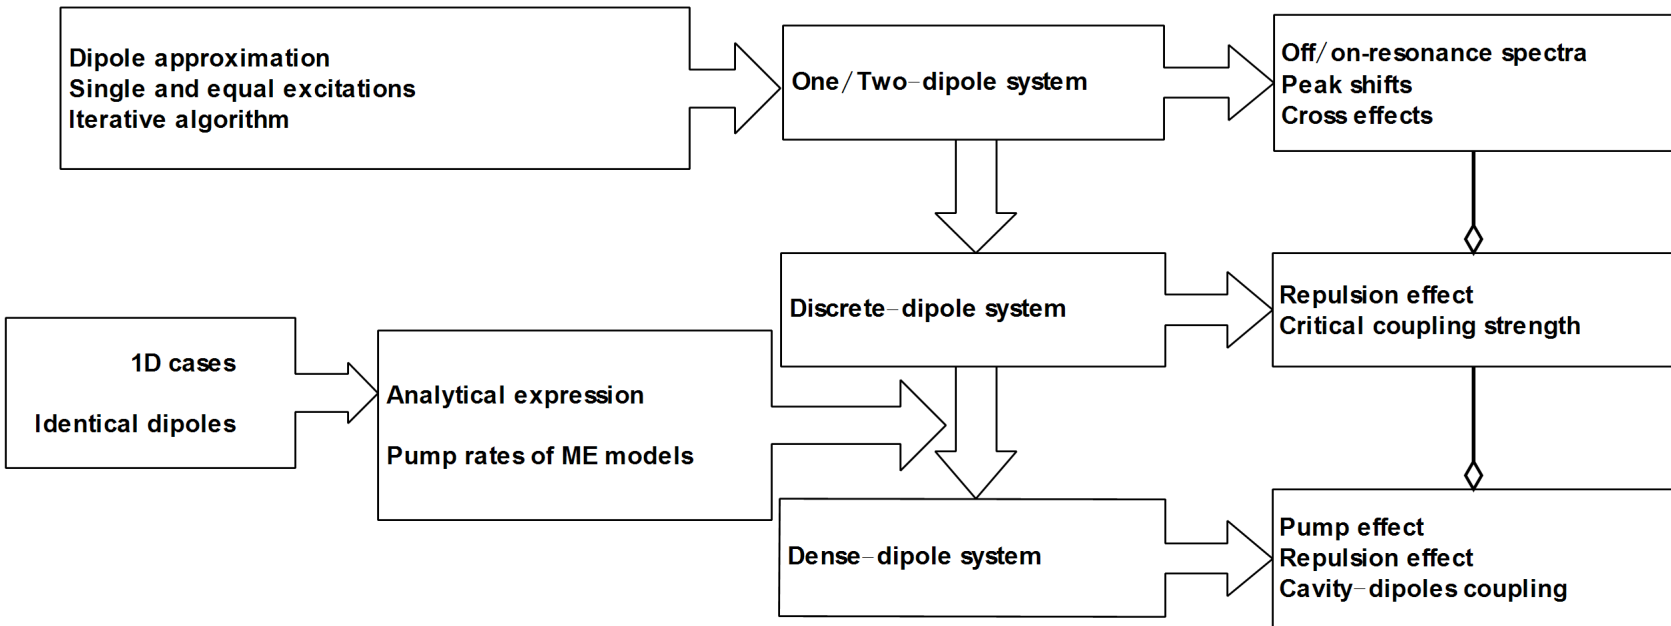 Dipole approximation
Single and equal excitations
Iterative algorithm
One/Two-dipole system
Off/on-resonance spectra
Peak shifts
Cross effects
Discrete-dipole system
Repulsion effect
Critical coupling strength
1D cases
Identical dipoles
Analytical expression
Pump rates of ME models
Dense-dipole system
Pump effect
Repulsion effect
Cavity-dipoles coupling